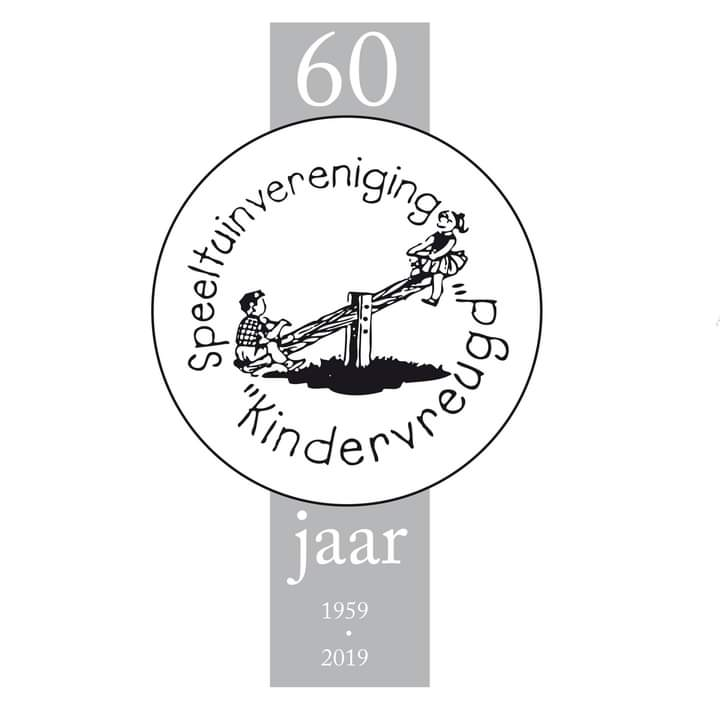 60
Speeltuinvereniging
"Kindervreugd"
jaar
1959
•
2019